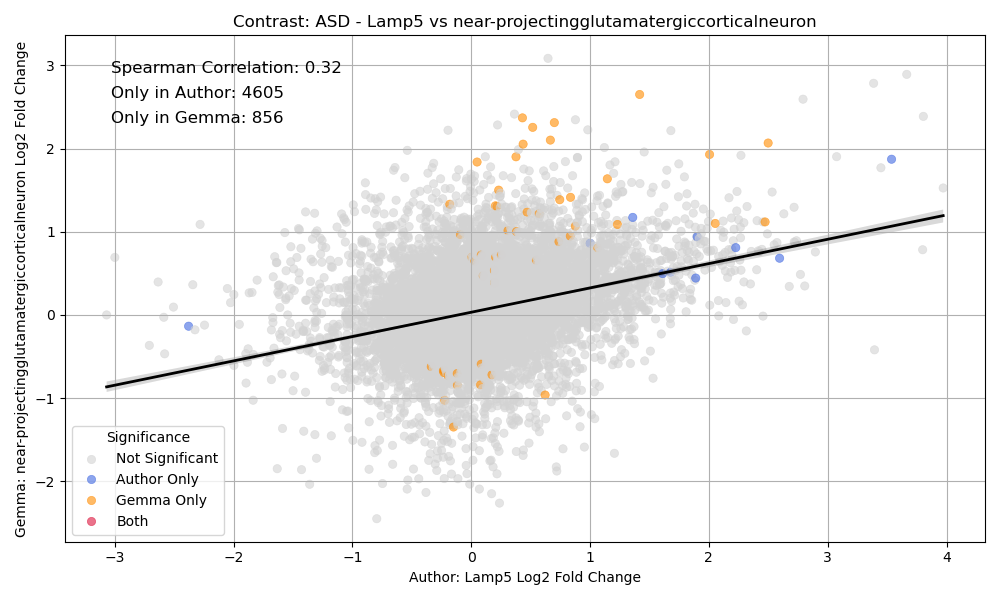 Contrast: ASD - Lamp5 vs near-projectingglutamatergiccorticalneuron
Gemma: near-projectingglutamatergiccorticalneuron Log2 Fold Change
3
2
1
0
−1
−2
Spearman Correlation: 0.32
Only in Author: 4605
Only in Gemma: 856
Significance
Not Significant
Author Only
Gemma Only
Both
−3
−2
−1
0
1
2
3
4
Author: Lamp5 Log2 Fold Change